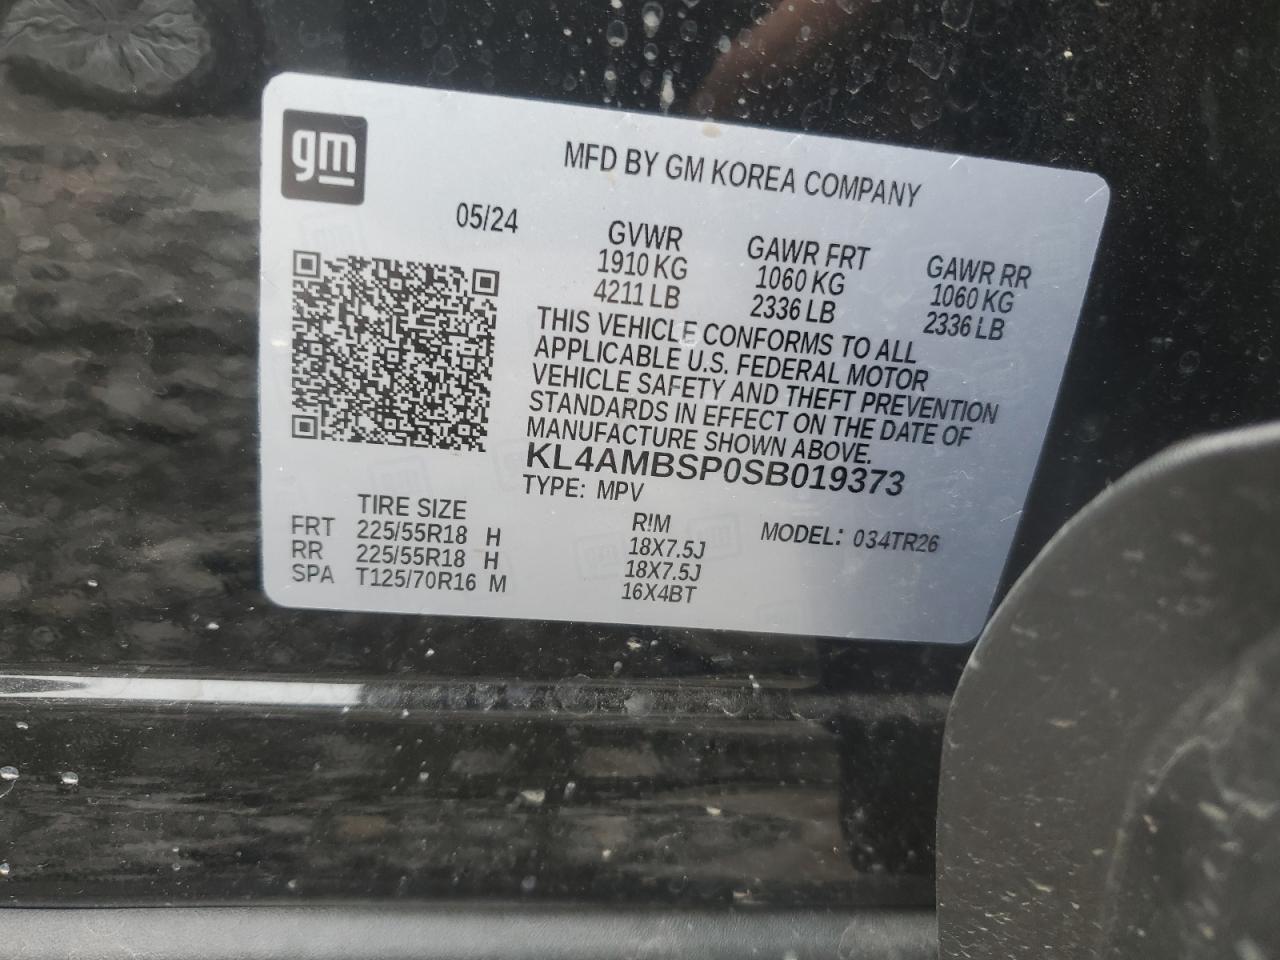 gm
MFD BY GM KOREA COMPANY
05/24
GVWR GAWR FRT GAWR RR
1910 KG 1060 KG 1060 KG
4211 LB 2336 LB 2336 LB
THIS VEHICLE CONFORMS TO ALL
APPLICABLE U.S. FEDERAL MOTOR
VEHICLE SAFETY AND THEFT PREVENTION
STANDARDS IN EFFECT ON THE DATE OF
MANUFACTURE SHOWN ABOVE.
KL4AMBSP0SB019373
TYPE: MPV
TIRE SIZE RIM MODEL: 034TR26
FRT 225/55R18 H 18X7.5J
RR 225/55R18 H 18X7.5J
SPA T125/70R16 M 16X4BT